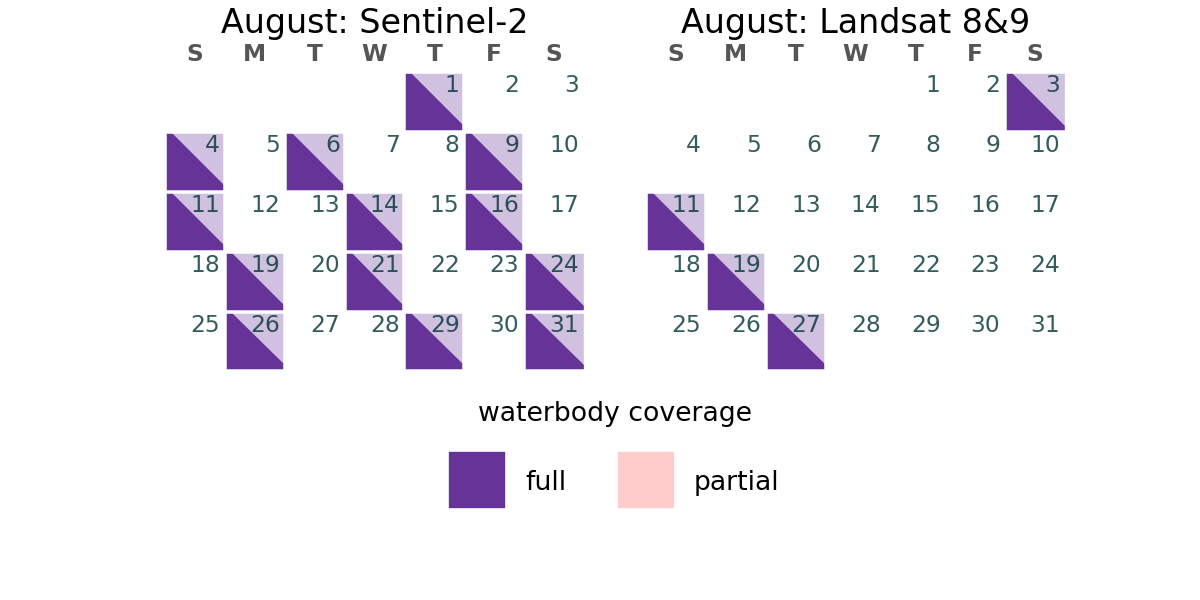 August: Sentinel-2
S M T W T F S
1 2 3
4 5 6 7 8 9 10
11 12 13 14 15 16 17
18 19 20 21 22 23 24
25 26 27 28 29 30 31
August: Landsat 8&9
S M T W T F S
1 2 3
4 5 6 7 8 9 10
11 12 13 14 15 16 17
18 19 20 21 22 23 24
25 26 27 28 29 30 31
waterbody coverage
full
partial